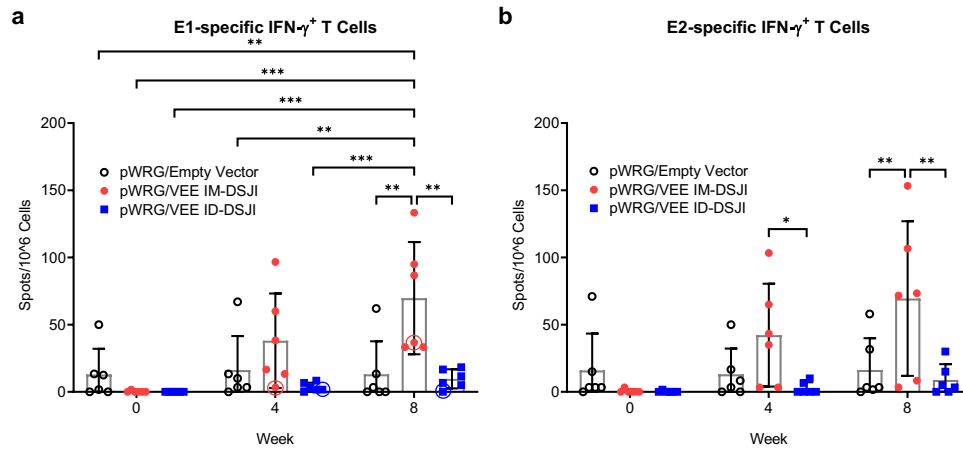 a
E1-specific IFN-γ+ T Cells
**
***
***
**
***
** **
200
150
100
50
0
Spots/10^6 Cells
pWRG/Empty Vector
pWRG/VEE IM-DSJI
pWRG/VEE ID-DSJI
0 4 8
Week
b
E2-specific IFN-γ+ T Cells
** **
*
200
150
100
50
0
Spots/10^6 Cells
pWRG/Empty Vector
pWRG/VEE IM-DSJI
pWRG/VEE ID-DSJI
0 4 8
Week